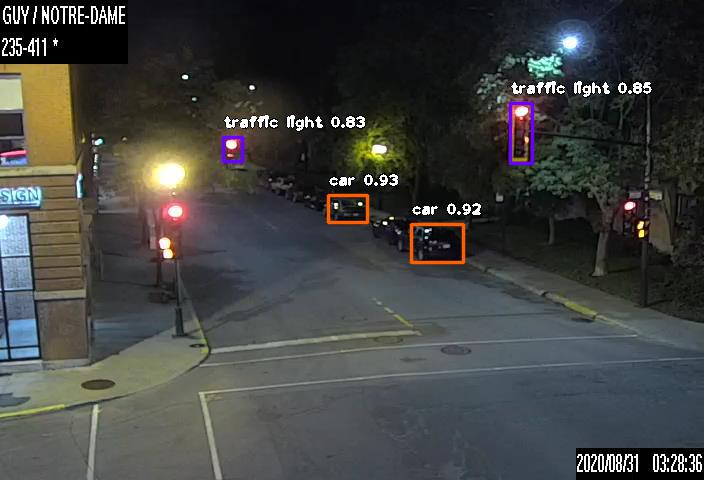 GUY / NOTRE-DAME
235-411 *
traffic light 0.85
traffic light 0.83
car 0.93
car 0.92
SIGN
2020/08/31 03:28:36